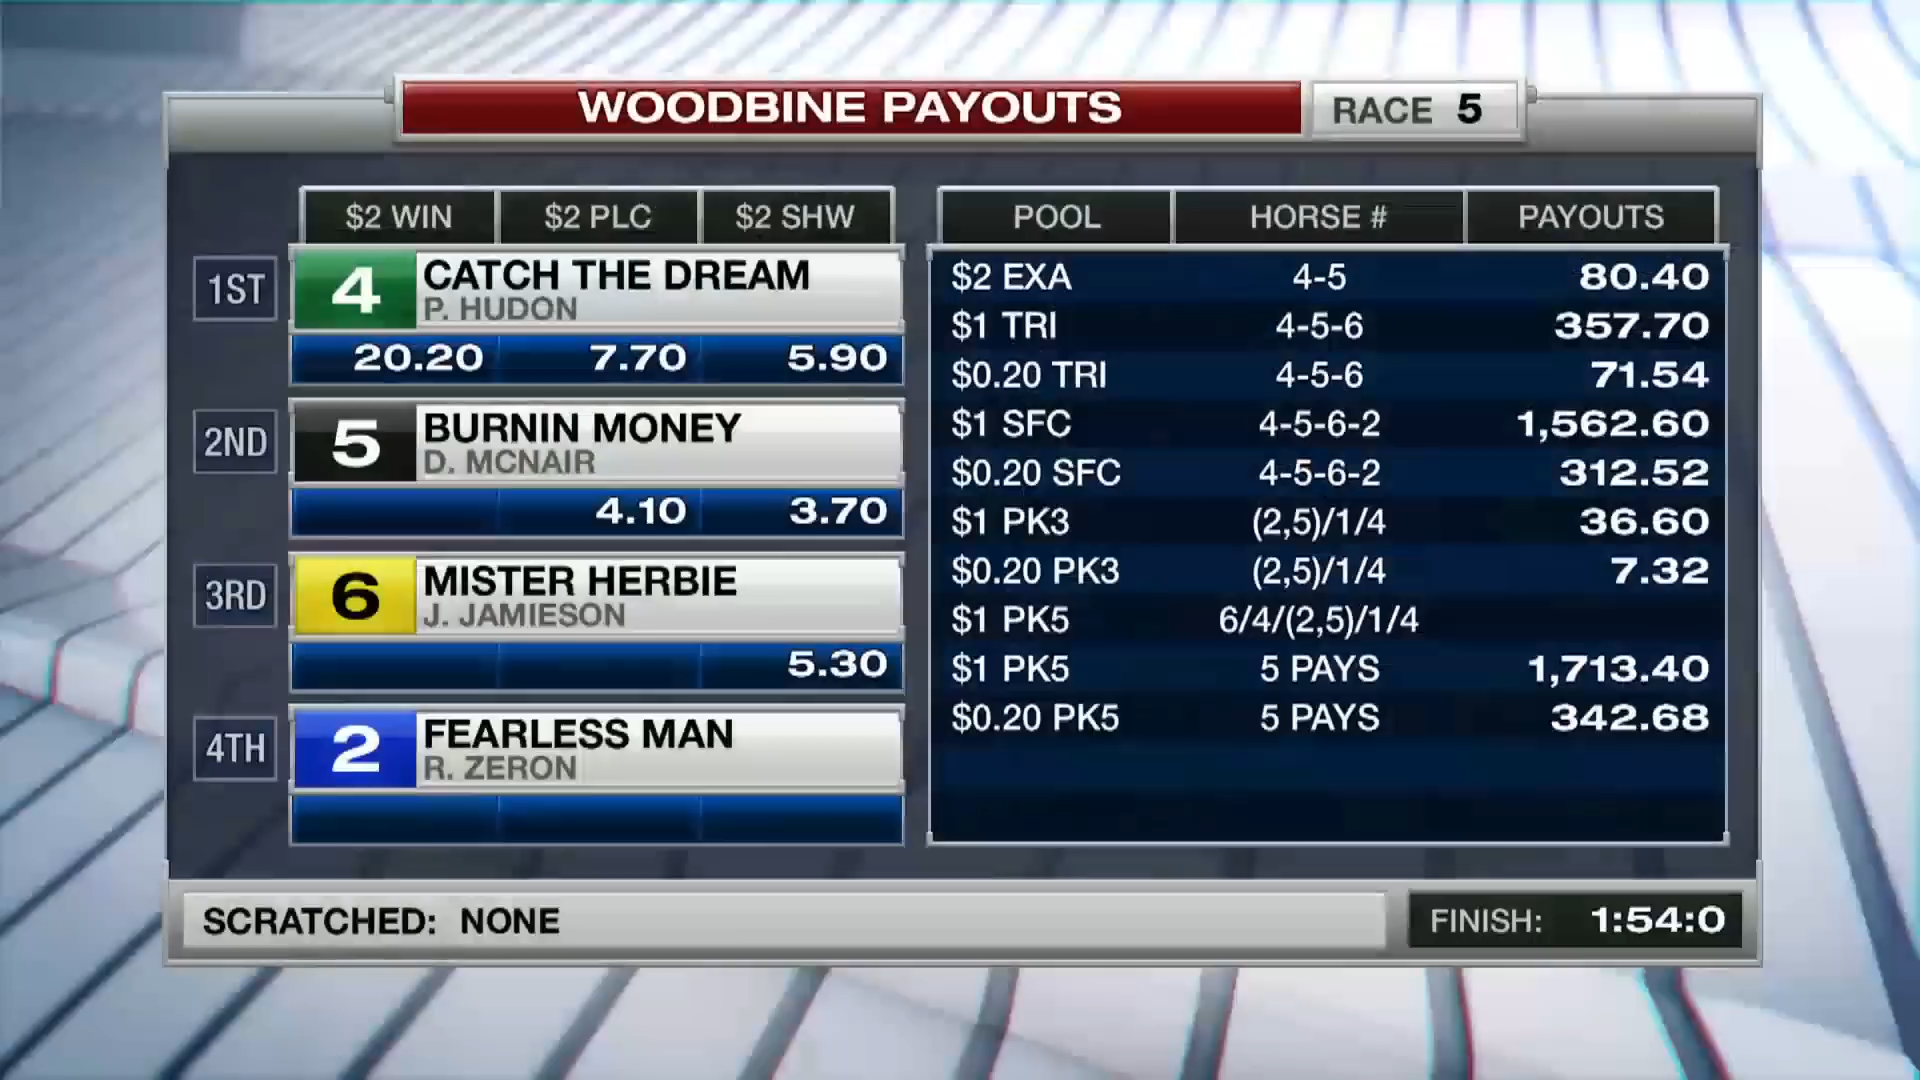 WOODBINE PAYOUTS
RACE 5
$2 WIN $2 PLC $2 SHW
1ST 4 CATCH THE DREAM
P. HUDON
20.20 7.70 5.90
2ND 5 BURNIN MONEY
D. MCNAIR
4.10 3.70
3RD 6 MISTER HERBIE
J. JAMIESON
5.30
4TH 2 FEARLESS MAN
R. ZERON
POOL HORSE # PAYOUTS
$2 EXA 4-5 80.40
$1 TRI 4-5-6 357.70
$0.20 TRI 4-5-6 71.54
$1 SFC 4-5-6-2 1,562.60
$0.20 SFC 4-5-6-2 312.52
$1 PK3 (2,5)/1/4 36.60
$0.20 PK3 (2,5)/1/4 7.32
$1 PK5 6/4/(2,5)/1/4
$1 PK5 5 PAYS 1,713.40
$0.20 PK5 5 PAYS 342.68
SCRATCHED: NONE
FINISH: 1:54:0